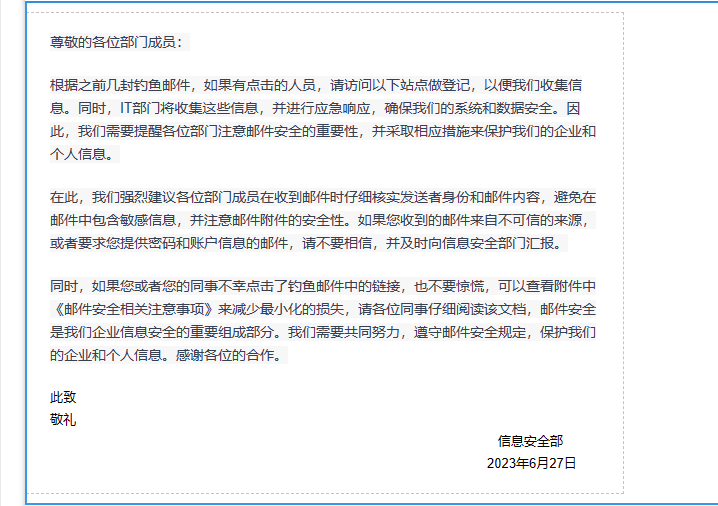 尊敬的各位部门成员：
根据之前几封钓鱼邮件，如果有点击的人员，请访问以下站点做登记，以便我们收集信
息。同时，IT部门将收集这些信息，并进行应急响应，确保我们的系统和数据安全。因
此，我们需要提醒各位部门注意邮件安全的重要性，并采取相应措施来保护我们的企业和
个人信息。
在此，我们强烈建议各位部门成员在收到邮件时仔细核实发送者身份和邮件内容，避免在
邮件中包含敏感信息，并注意邮件附件的安全性。如果您收到的邮件来自不可信的来源，
或者要求您提供密码和账户信息的邮件，请不要相信，并及时向信息安全部门汇报。
同时，如果您或者您的同事不幸点击了钓鱼邮件中的链接，也不要惊慌，可以查看附件中
《邮件安全相关注意事项》来减少最小化的损失，请各位同事仔细阅读该文档，邮件安全
是我们企业信息安全的重要组成部分。我们需要共同努力，遵守邮件安全规定，保护我们
的企业和个人信息。感谢各位的合作。
此致
敬礼
信息安全部
2023年6月27日